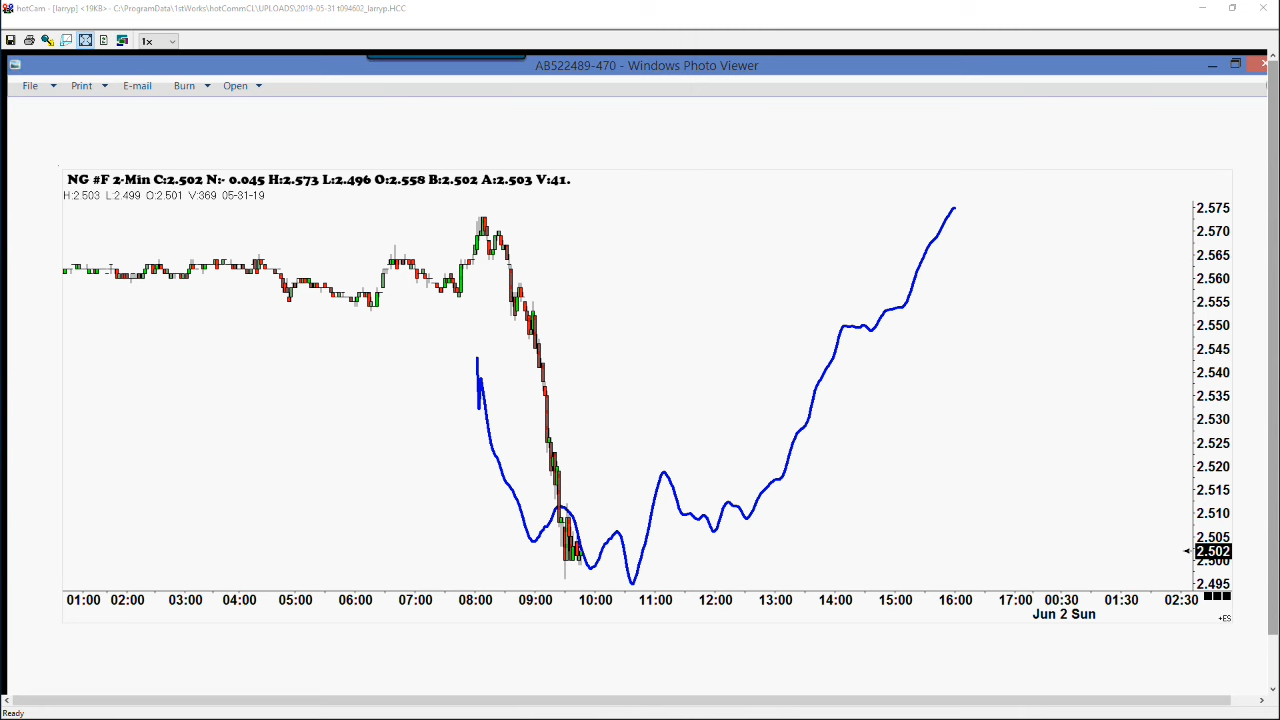 hotCam - [larryp] <19KB> - C:\ProgramData\1stWorks\hotCommCL\UPLOADS\2019-05-31 t094602_larryp.HCC
1x
AB522489-470 - Windows Photo Viewer
File Print E-mail Burn Open
NG #F 2-Min C:2.502 N:- 0.045 H:2.573 L:2.496 O:2.558 B:2.502 A:2.503 V:41.
H:2.503 L:2.499 O:2.501 V:369 05-31-19
2.575
2.570
2.565
2.560
2.555
2.550
2.545
2.540
2.535
2.530
2.525
2.520
2.515
2.510
2.505
2.502
2.500
2.495
01:00 02:00 03:00 04:00 05:00 06:00 07:00 08:00 09:00 10:00 11:00 12:00 13:00 14:00 15:00 16:00 17:00 00:30 01:30 02:30
Jun 2 Sun
+ES
Ready